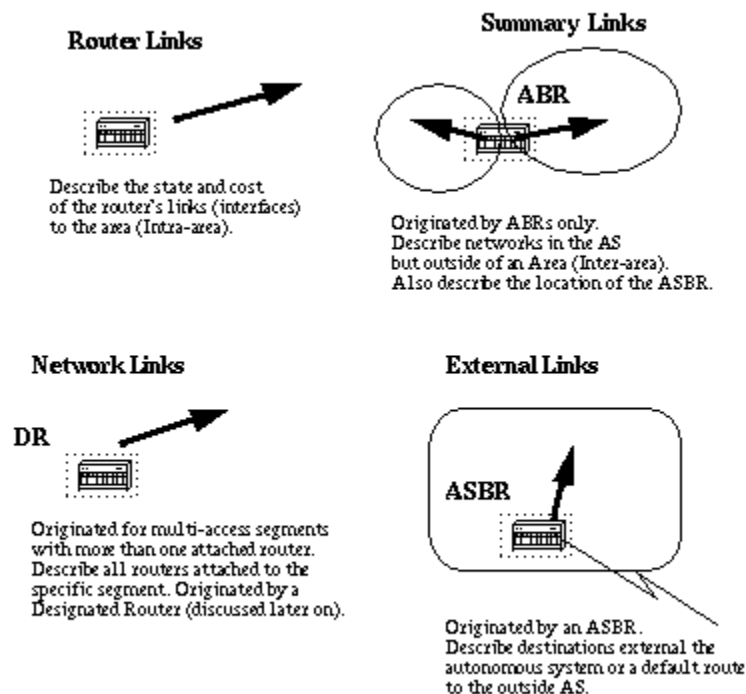 Router Links
Describe the state and cost
of the router's links (interfaces)
to the area (Intra-area).
Summary Links
ABR
Originated by ABRs only.
Describe networks in the AS
but outside of an Area (Inter-area).
Also describe the location of the ASBR.
Network Links
DR
Originated for multi-access segments
with more than one attached router.
Describe all routers attached to the
specific segment. Originated by a
Designated Router (discussed later on).
External Links
ASBR
Originated by an ASBR.
Describe destinations external the
autonomous system or a default route
to the outside AS.